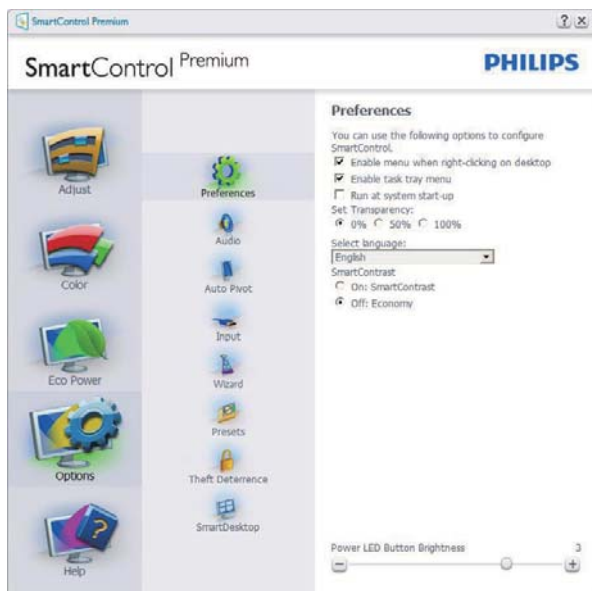 SmartControl Premium
SmartControl Premium
PHILIPS
Adjust
Color
Eco Power
Options
Help
Preferences
Audio
Auto Pivot
Input
Wizard
Presets
Theft Deterrence
SmartDesktop
Preferences
You can use the following options to configure
SmartControl.
Enable menu when right-clicking on desktop
Enable task tray menu
Run at system start-up
Set Transparency:
0% 50% 100%
Select language:
English
SmartContrast
On: SmartContrast
Off: Economy
Power LED Button Brightness 3